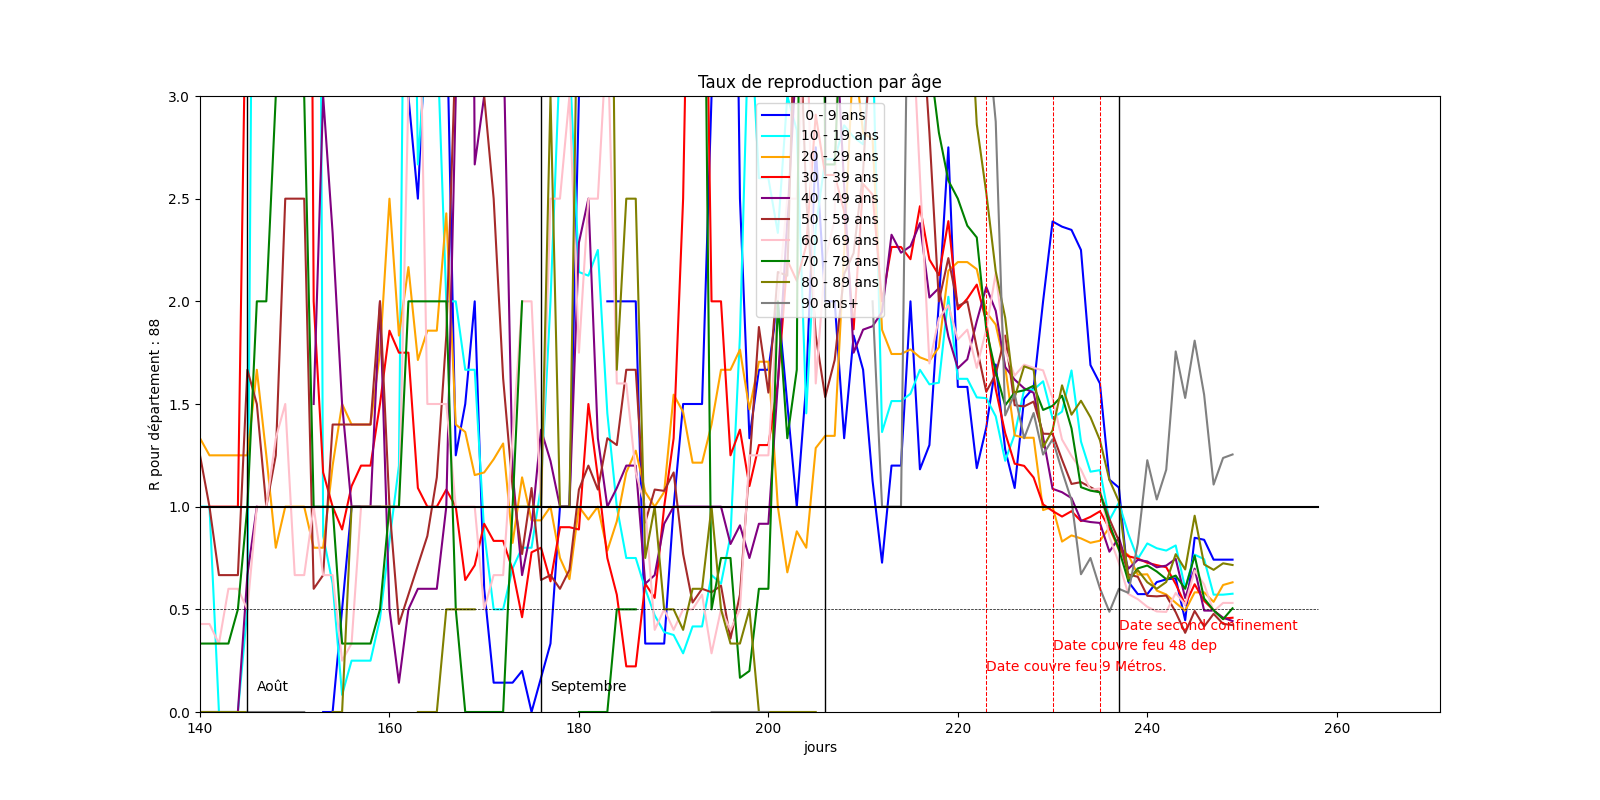 Taux de reproduction par âge
R pour département : 88
3.0
2.5
2.0
1.5
1.0
0.5
0.0
0 - 9 ans
10 - 19 ans
20 - 29 ans
30 - 39 ans
40 - 49 ans
50 - 59 ans
60 - 69 ans
70 - 79 ans
80 - 89 ans
90 ans+
Date second confinement
Date couvre feu 48 dep
Date couvre feu 9 Métros.
Août
Septembre
140 160 180 200 220 240 260
jours